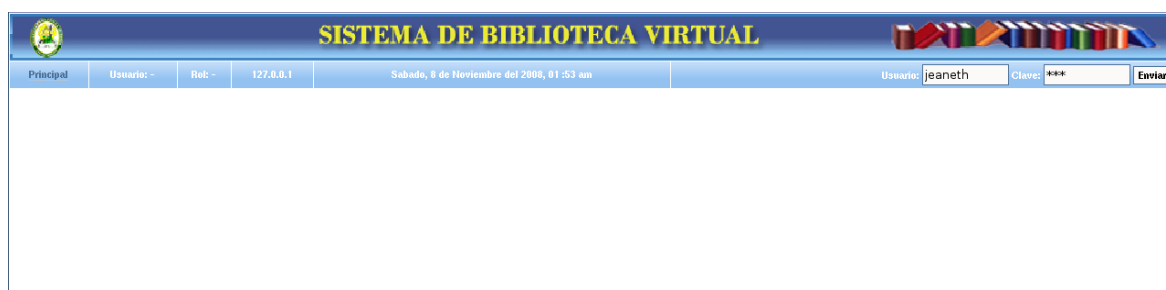 SISTEMA DE BIBLIOTECA VIRTUAL
Principal Usuario: - Rol: - 127.0.0.1 Sabado, 8 de Noviembre del 2008, 01 :53 am Usuario: jeaneth Clave: *** Enviar